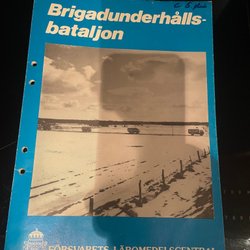 Brigadunderhålls-
bataljon
FÖRSVARETS LÄROMEDELSCENTRAL